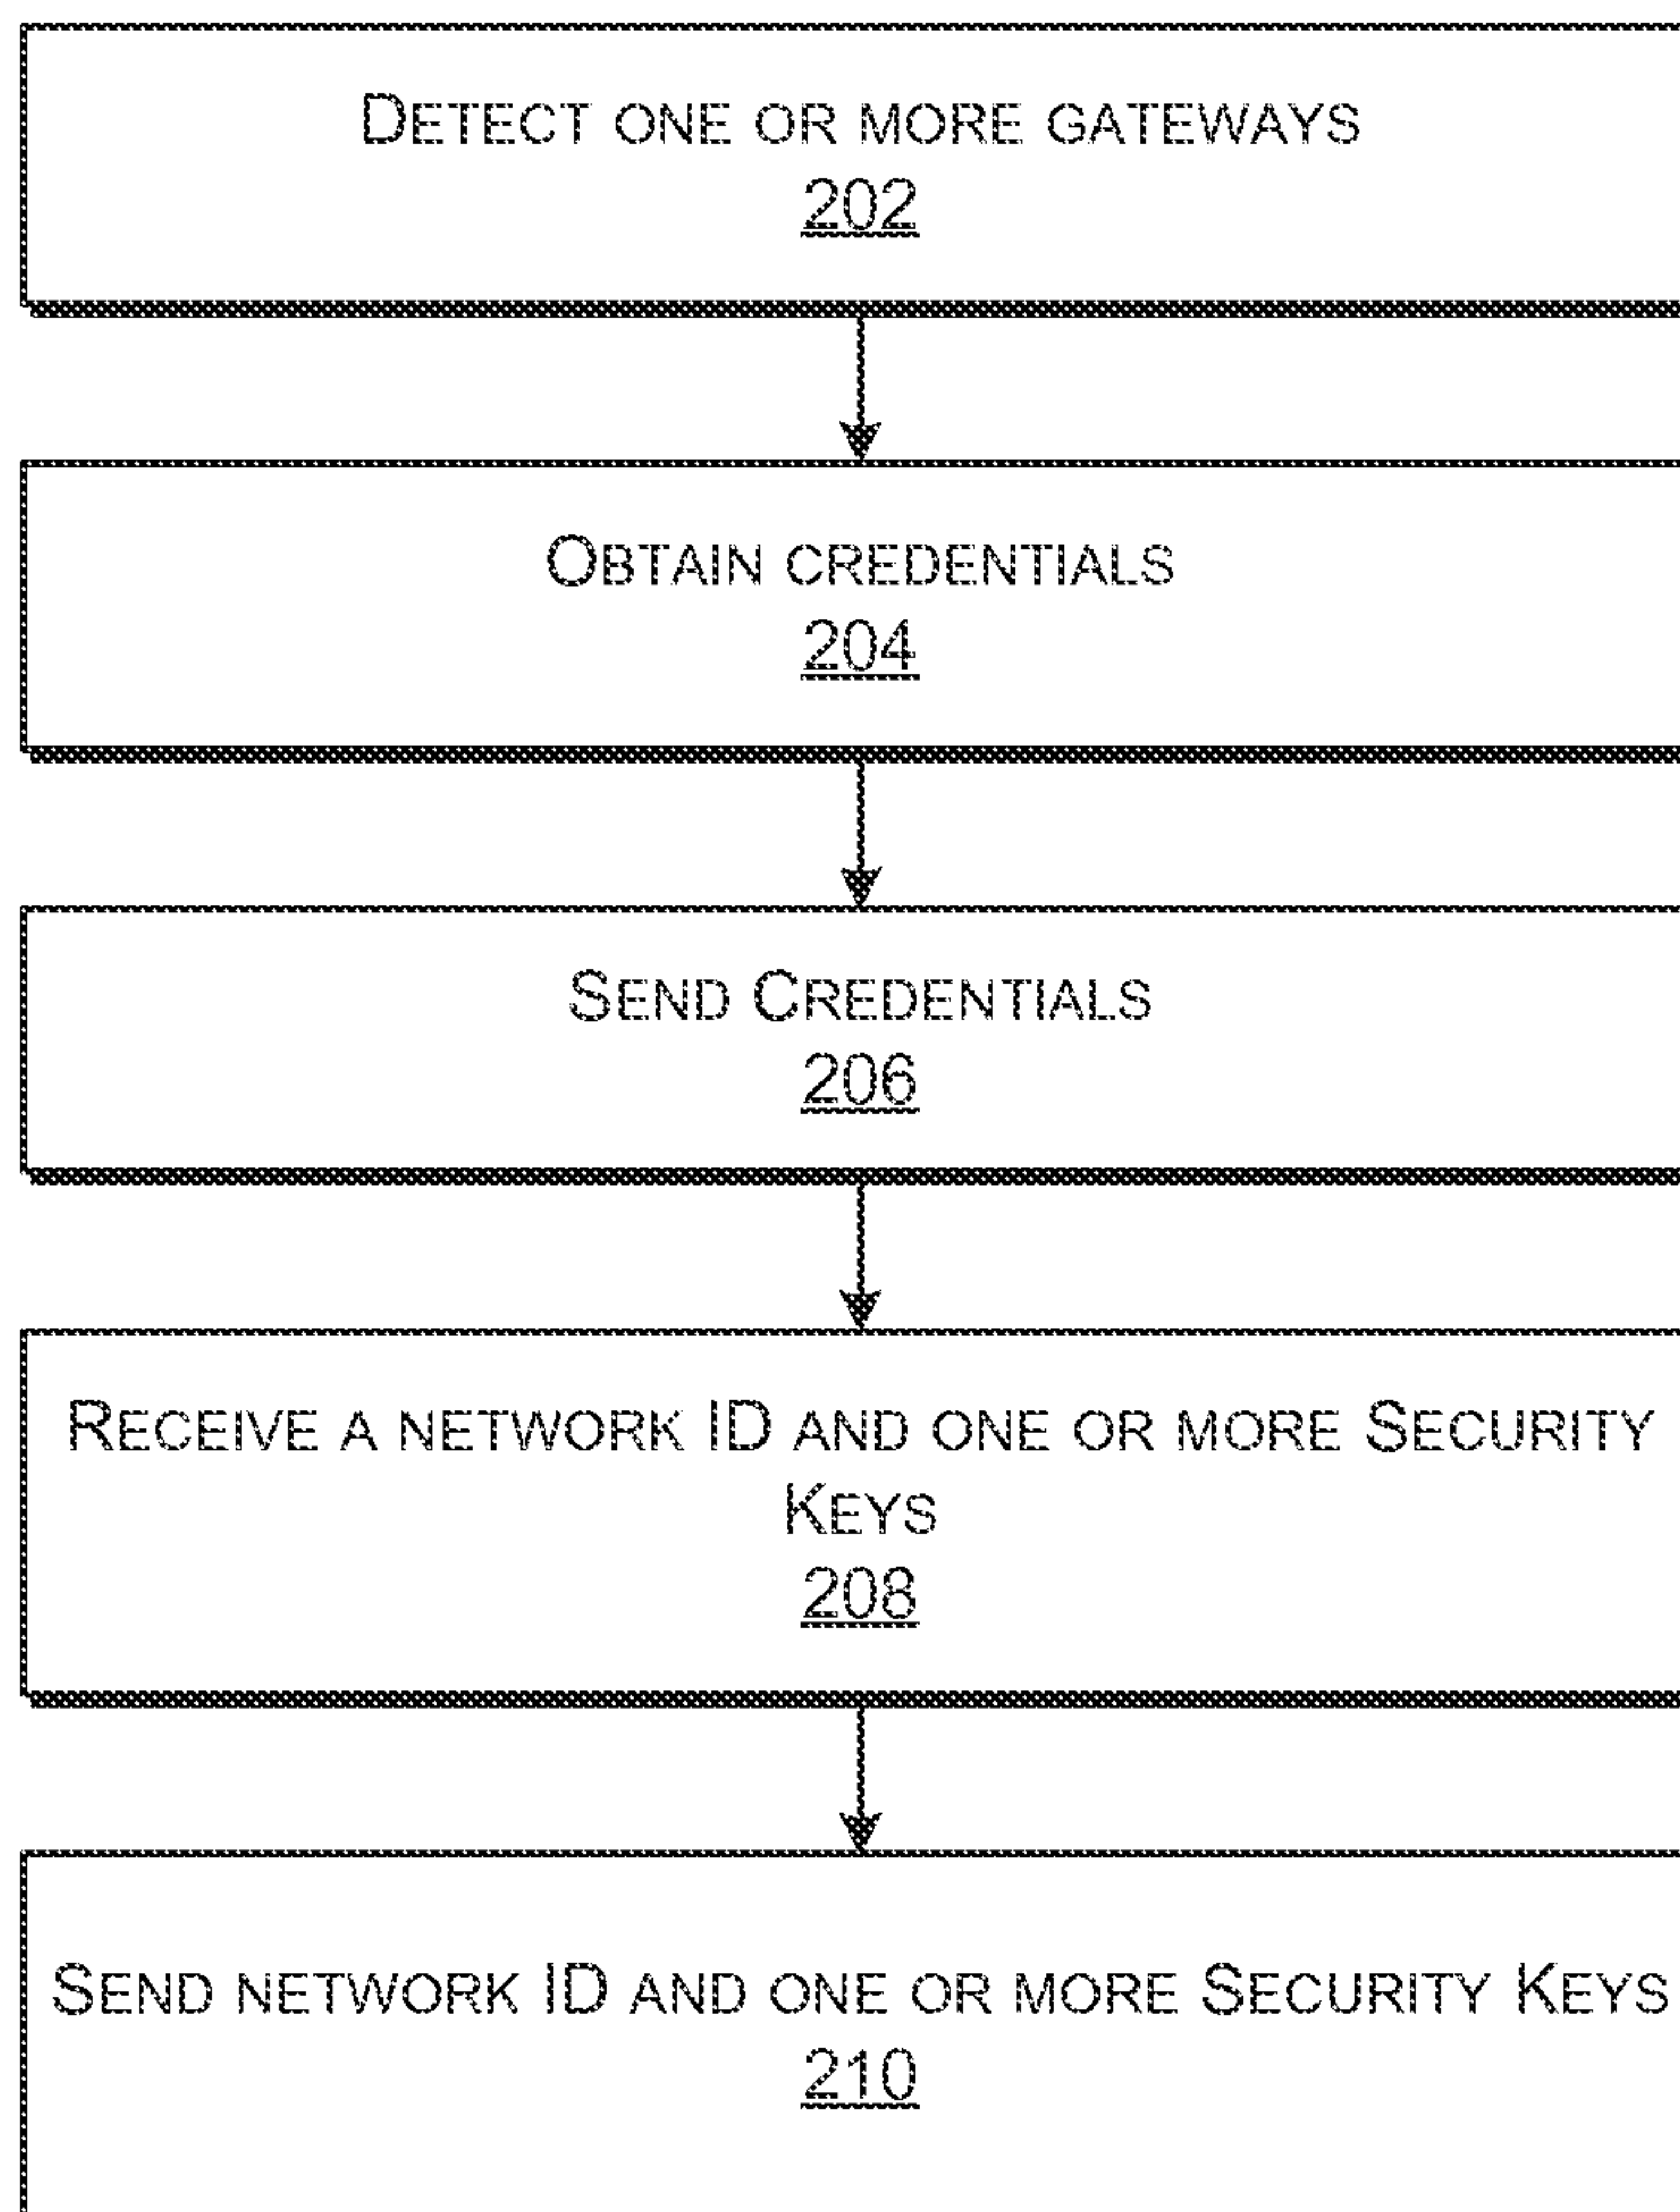 DETECT ONE OR MORE GATEWAYS
202
OBTAIN CREDENTIALS
204
SEND CREDENTIALS
206
RECEIVE A NETWORK ID AND ONE OR MORE SECURITY
KEYS
208
SEND NETWORK ID AND ONE OR MORE SECURITY KEYS
210